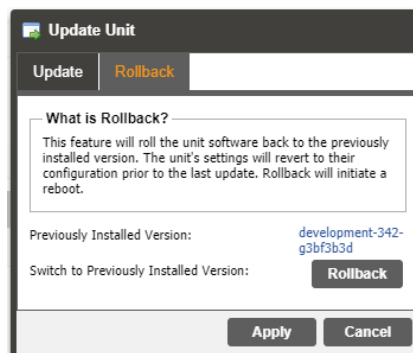 Update Unit
Update Rollback
What is Rollback?
This feature will roll the unit software back to the previously
installed version. The unit's settings will revert to their
configuration prior to the last update. Rollback will initiate a
reboot.
Previously Installed Version: development-342-
g3bf3b3d
Switch to Previously Installed Version: Rollback
Apply Cancel